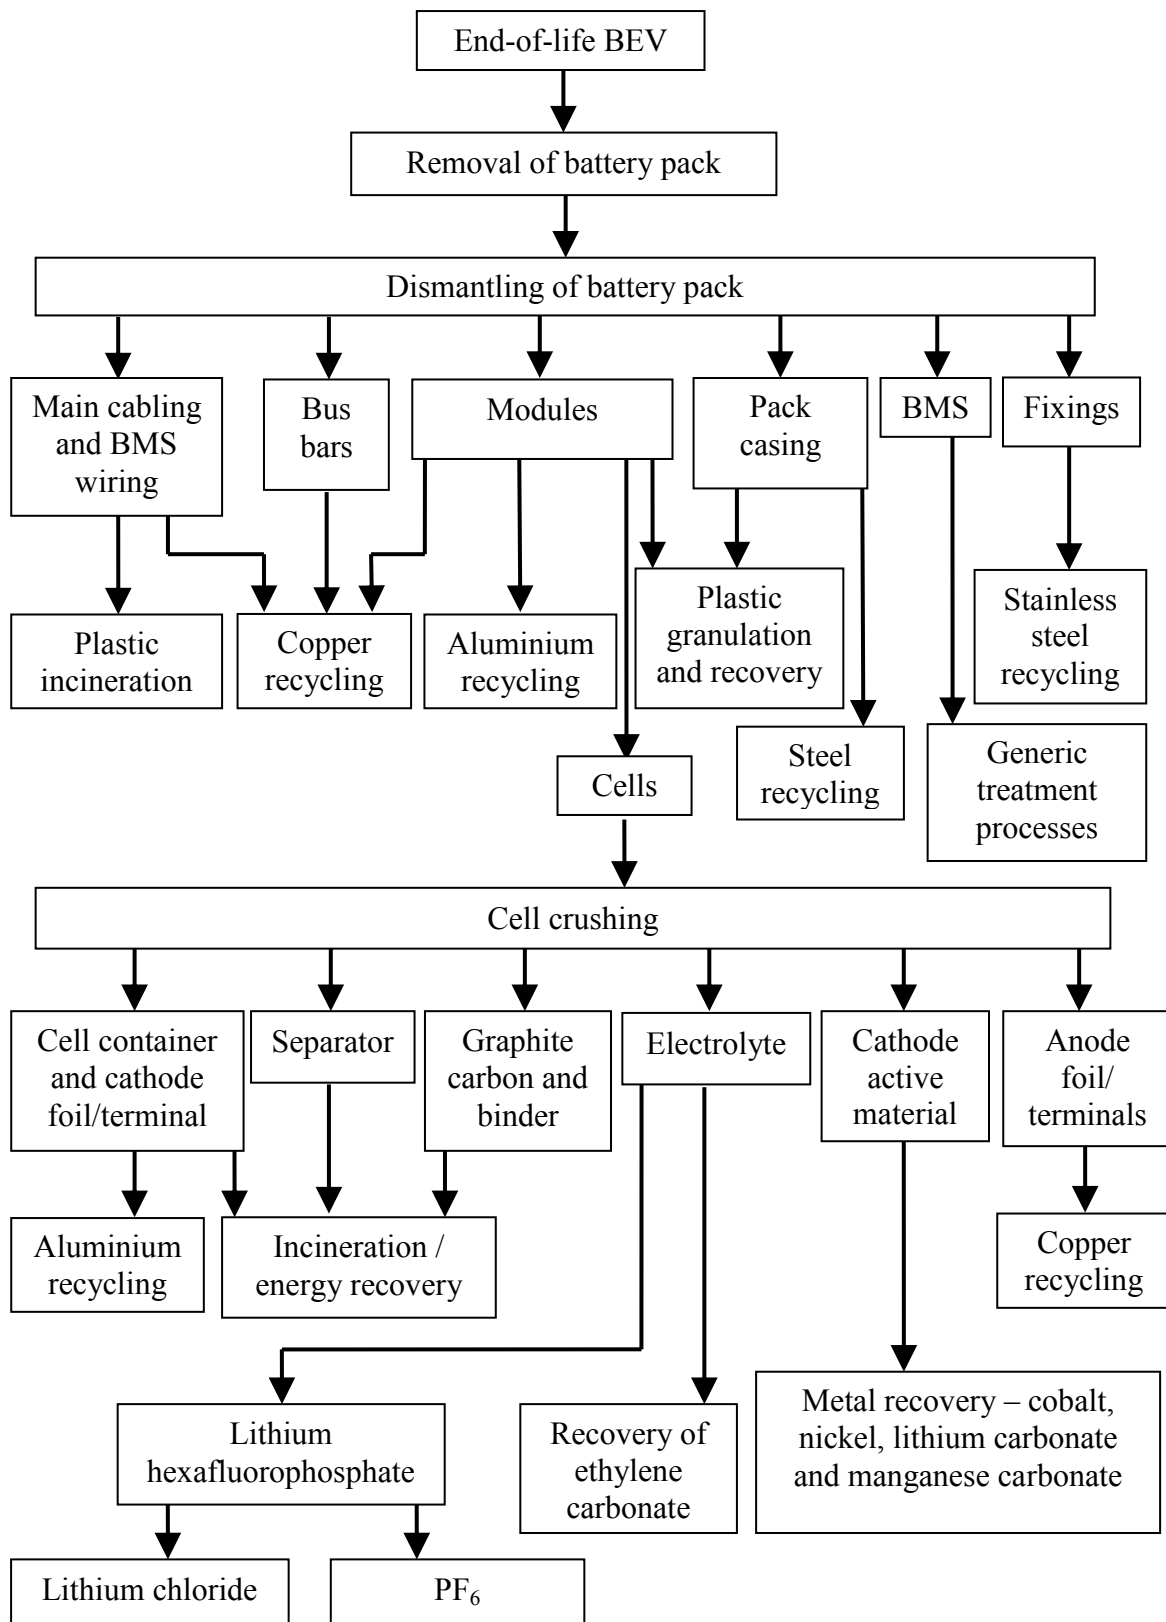 End-of-life BEV
Removal of battery pack
Dismantling of battery pack
Main cabling
and BMS
wiring
Bus
bars
Modules
Pack
casing
BMS
Fixings
Plastic
incineration
Copper
recycling
Aluminium
recycling
Plastic
granulation
and recovery
Stainless
steel
recycling
Cells
Steel
recycling
Generic
treatment
processes
Cell crushing
Cell container
and cathode
foil/terminal
Separator
Graphite
carbon and
binder
Electrolyte
Cathode
active
material
Anode
foil/
terminals
Aluminium
recycling
Incineration /
energy recovery
Copper
recycling
Lithium
hexafluorophosphate
Recovery of
ethylene
carbonate
Metal recovery – cobalt,
nickel, lithium carbonate
and manganese carbonate
Lithium chloride
PF₆